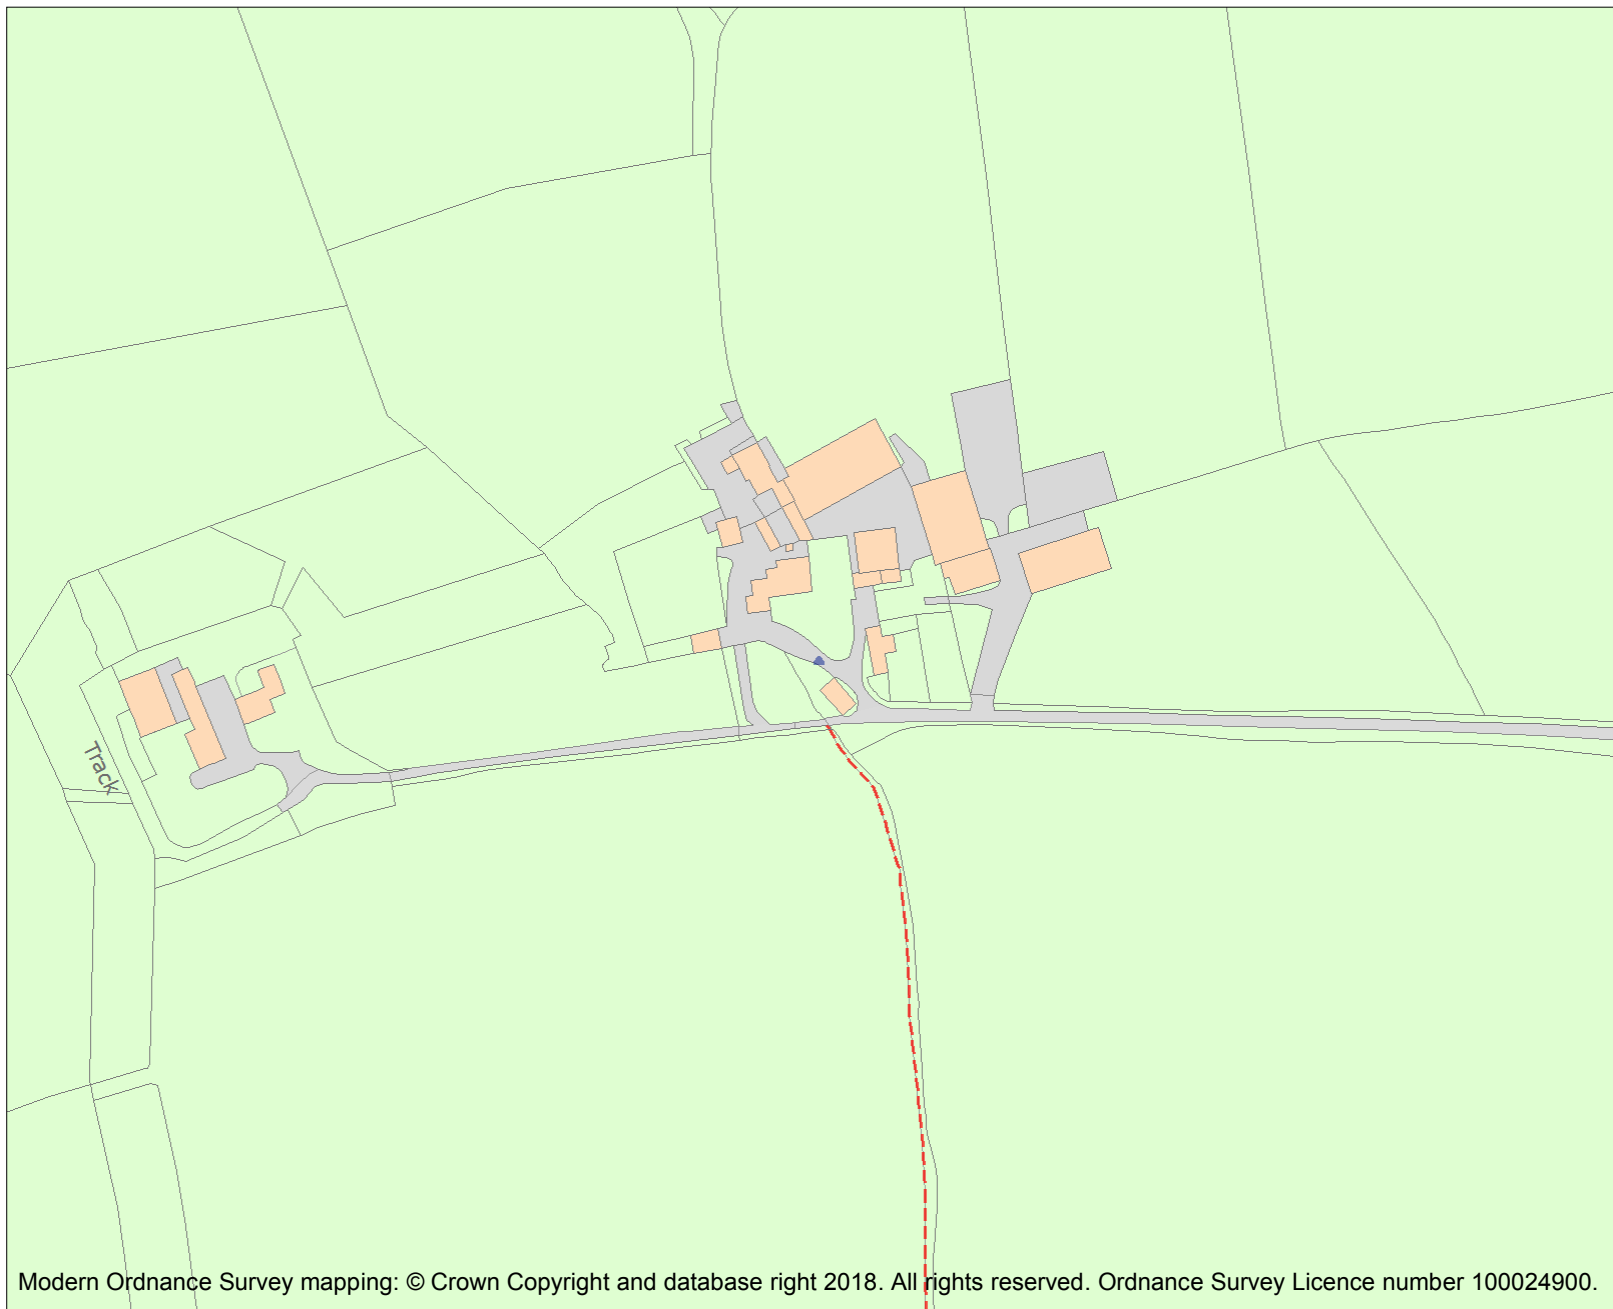 Track
Modern Ordnance Survey mapping: © Crown Copyright and database right 2018. All rights reserved. Ordnance Survey Licence number 100024900.